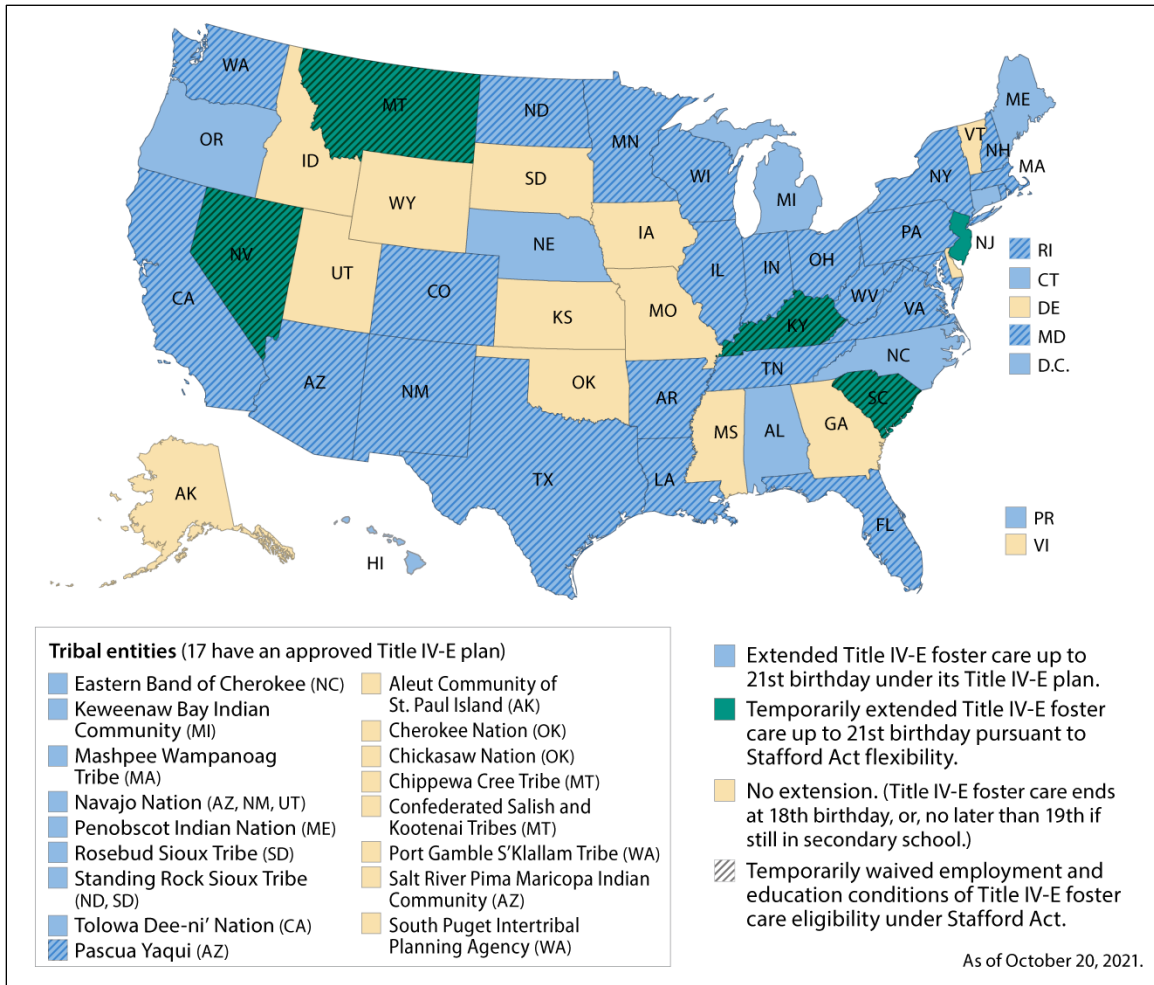 WA
MT
ND
MN
ME
OR
ID
VT
NH
MA
WI
NY
SD
WY
MI
NJ
IA
PA
RI
NE
NV
IL
IN
OH
CT
UT
CO
WV
VA
DE
CA
KS
MO
KY
MD
NC
D.C.
TN
AZ
NM
OK
AR
SC
MS
AL
GA
TX
LA
AK
FL
PR
VI
HI
Tribal entities (17 have an approved Title IV-E plan)
Eastern Band of Cherokee (NC)
Keweenaw Bay Indian
Community (MI)
Mashpee Wampanoag
Tribe (MA)
Navajo Nation (AZ, NM, UT)
Penobscot Indian Nation (ME)
Rosebud Sioux Tribe (SD)
Standing Rock Sioux Tribe
(ND, SD)
Tolowa Dee-ni’ Nation (CA)
Pascua Yaqui (AZ)
Aleut Community of
St. Paul Island (AK)
Cherokee Nation (OK)
Chickasaw Nation (OK)
Chippewa Cree Tribe (MT)
Confederated Salish and
Kootenai Tribes (MT)
Port Gamble S’Klallam Tribe (WA)
Salt River Pima Maricopa Indian
Community (AZ)
South Puget Intertribal
Planning Agency (WA)
Extended Title IV-E foster care up to
21st birthday under its Title IV-E plan.
Temporarily extended Title IV-E foster
care up to 21st birthday pursuant to
Stafford Act flexibility.
No extension. (Title IV-E foster care ends
at 18th birthday, or, no later than 19th if
still in secondary school.)
Temporarily waived employment and
education conditions of Title IV-E foster
care eligibility under Stafford Act.
As of October 20, 2021.